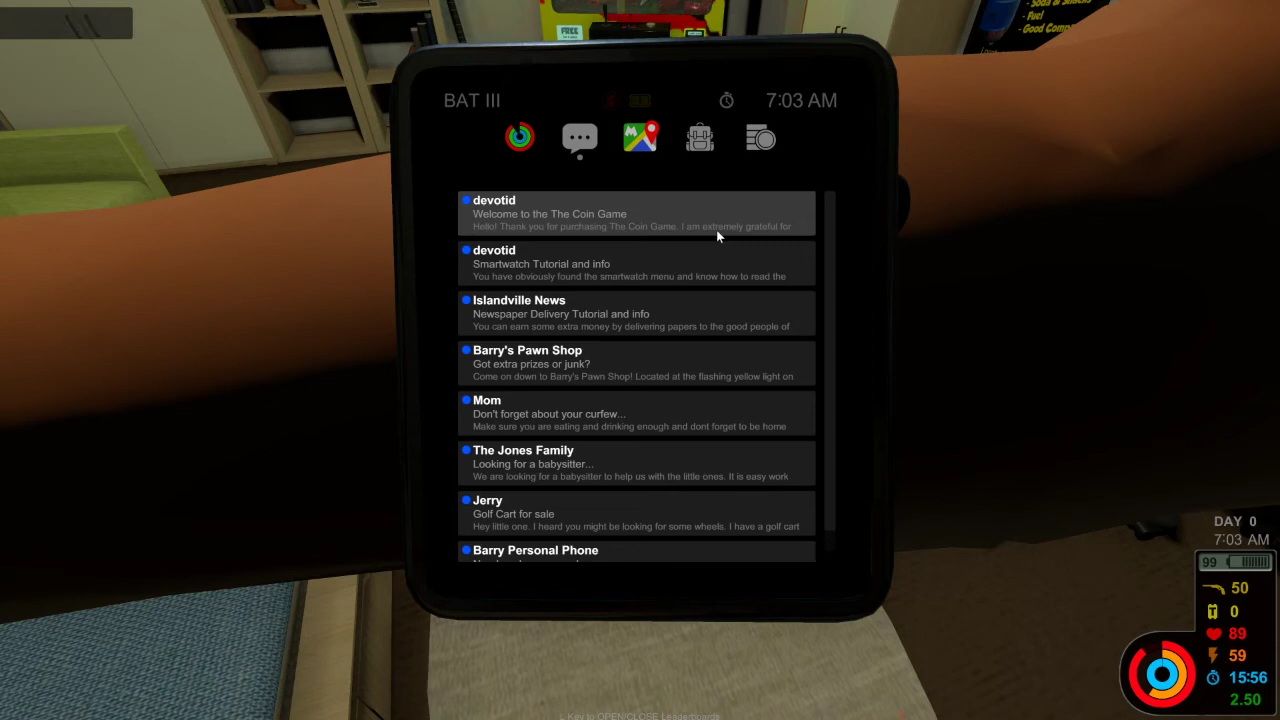 - Soda & Snacks
- Fuel
- Good Comp
FREE
BAT III
7:03 AM
devotid
Welcome to the The Coin Game
Hello! Thank you for purchasing The Coin Game. I am extremely grateful for
devotid
Smartwatch Tutorial and info
You have obviously found the smartwatch menu and know how to read the
Islandville News
Newspaper Delivery Tutorial and info
You can earn some extra money by delivering papers to the good people of
Barry's Pawn Shop
Got extra prizes or junk?
Come on down to Barry's Pawn Shop! Located at the flashing yellow light on
Mom
Don't forget about your curfew...
Make sure you are eating and drinking enough and dont forget to be home
The Jones Family
Looking for a babysitter...
We are looking for a babysitter to help us with the little ones. It is easy work
Jerry
Golf Cart for sale
Hey little one. I heard you might be looking for some wheels. I have a golf cart
Barry Personal Phone
DAY 0
7:03 AM
99
50
T 0
89
59
15:56
2.50
L Key to OPEN/CLOSE Leaderboards